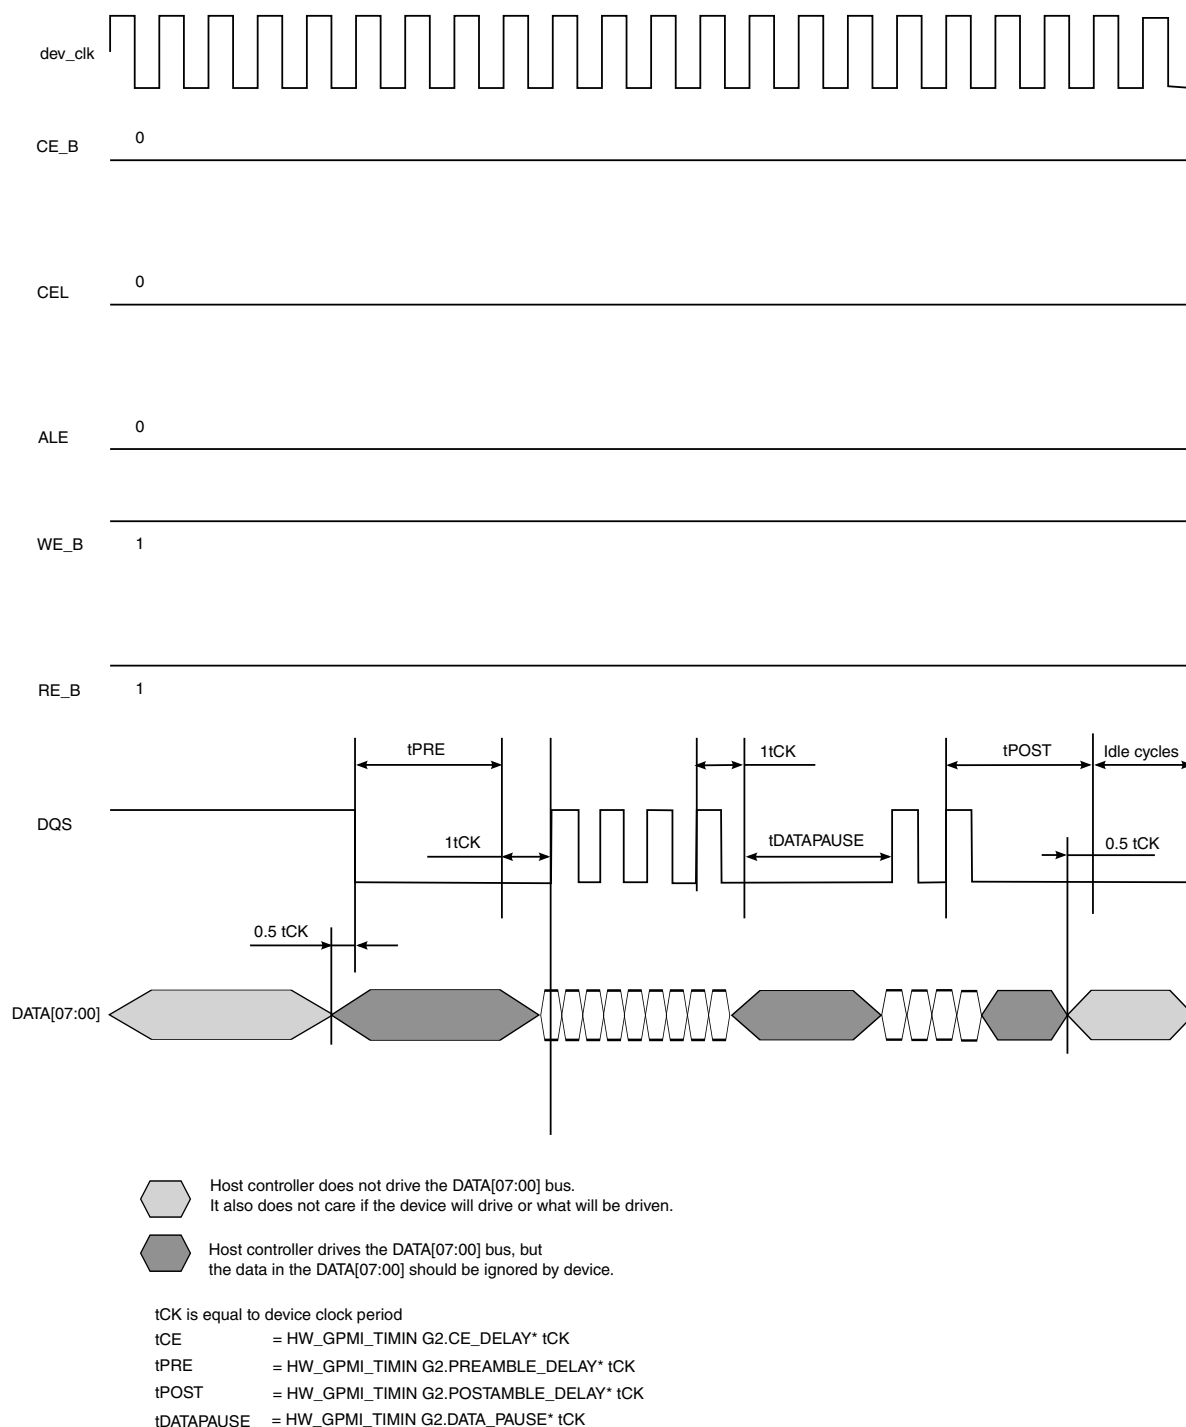 dev_clk
CE_B
0
CEL
0
ALE
0
WE_B
1
RE_B
1
tPRE
1tCK
tPOST
Idle cycles
DQS
1tCK
tDATAPAUSE
0.5 tCK
0.5 tCK
DATA[07:00]
Host controller does not drive the DATA[07:00] bus.
It also does not care if the device will drive or what will be driven.
Host controller drives the DATA[07:00] bus, but
the data in the DATA[07:00] should be ignored by device.
tCK is equal to device clock period
tCE = HW_GPMI_TIMIN G2.CE_DELAY* tCK
tPRE = HW_GPMI_TIMIN G2.PREAMBLE_DELAY* tCK
tPOST = HW_GPMI_TIMIN G2.POSTAMBLE_DELAY* tCK
tDATAPAUSE = HW_GPMI_TIMIN G2.DATA_PAUSE* tCK